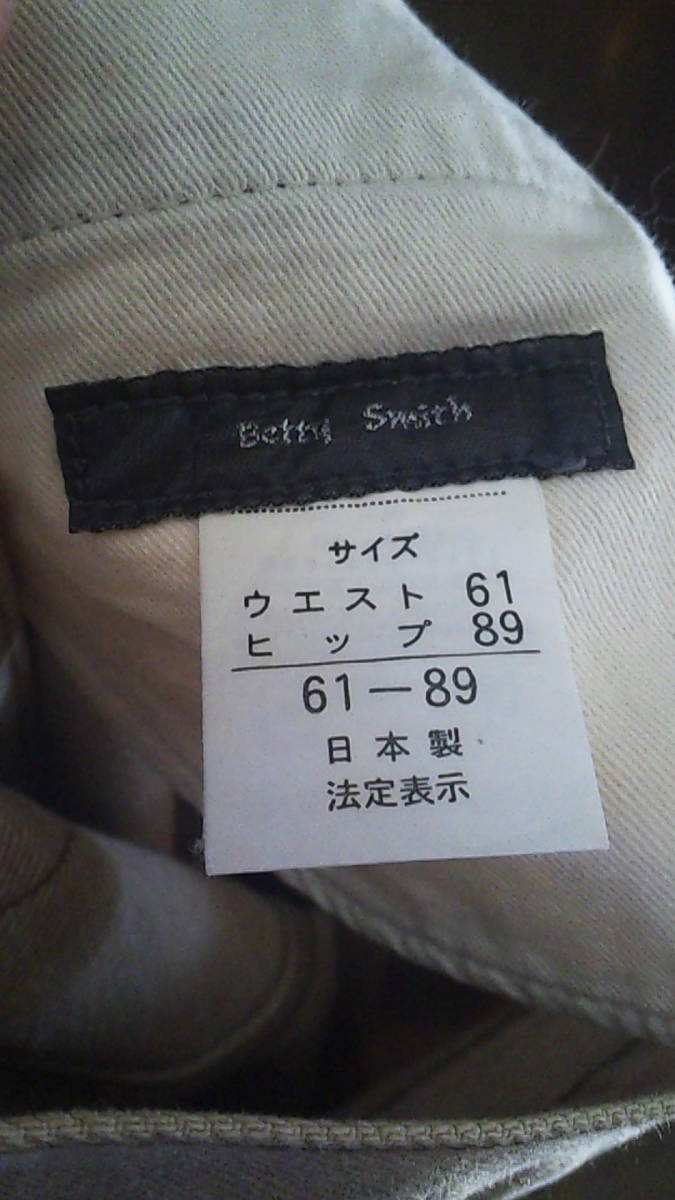 Betty Smith
サイズ
ウエスト 61
ヒップ 89
61-89
日本製
法定表示